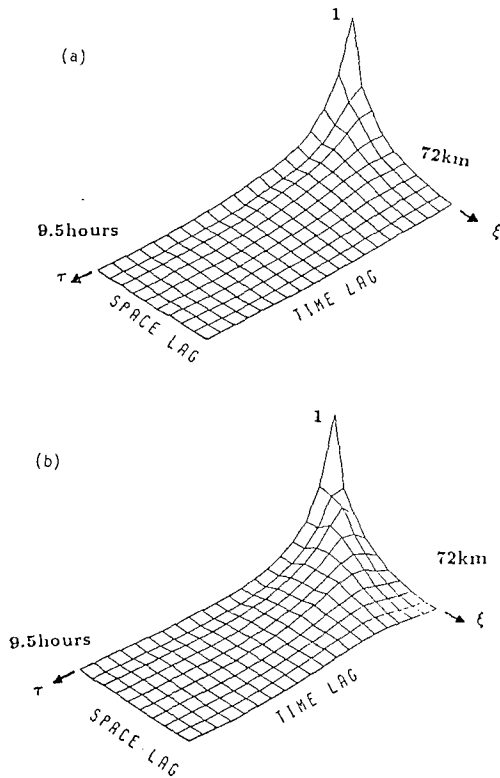 1
(a)
72km
9.5hours
ξ
τ
SPACE LAG
TIME LAG
1
(b)
72km
9.5hours
ξ
τ
SPACE LAG
TIME LAG